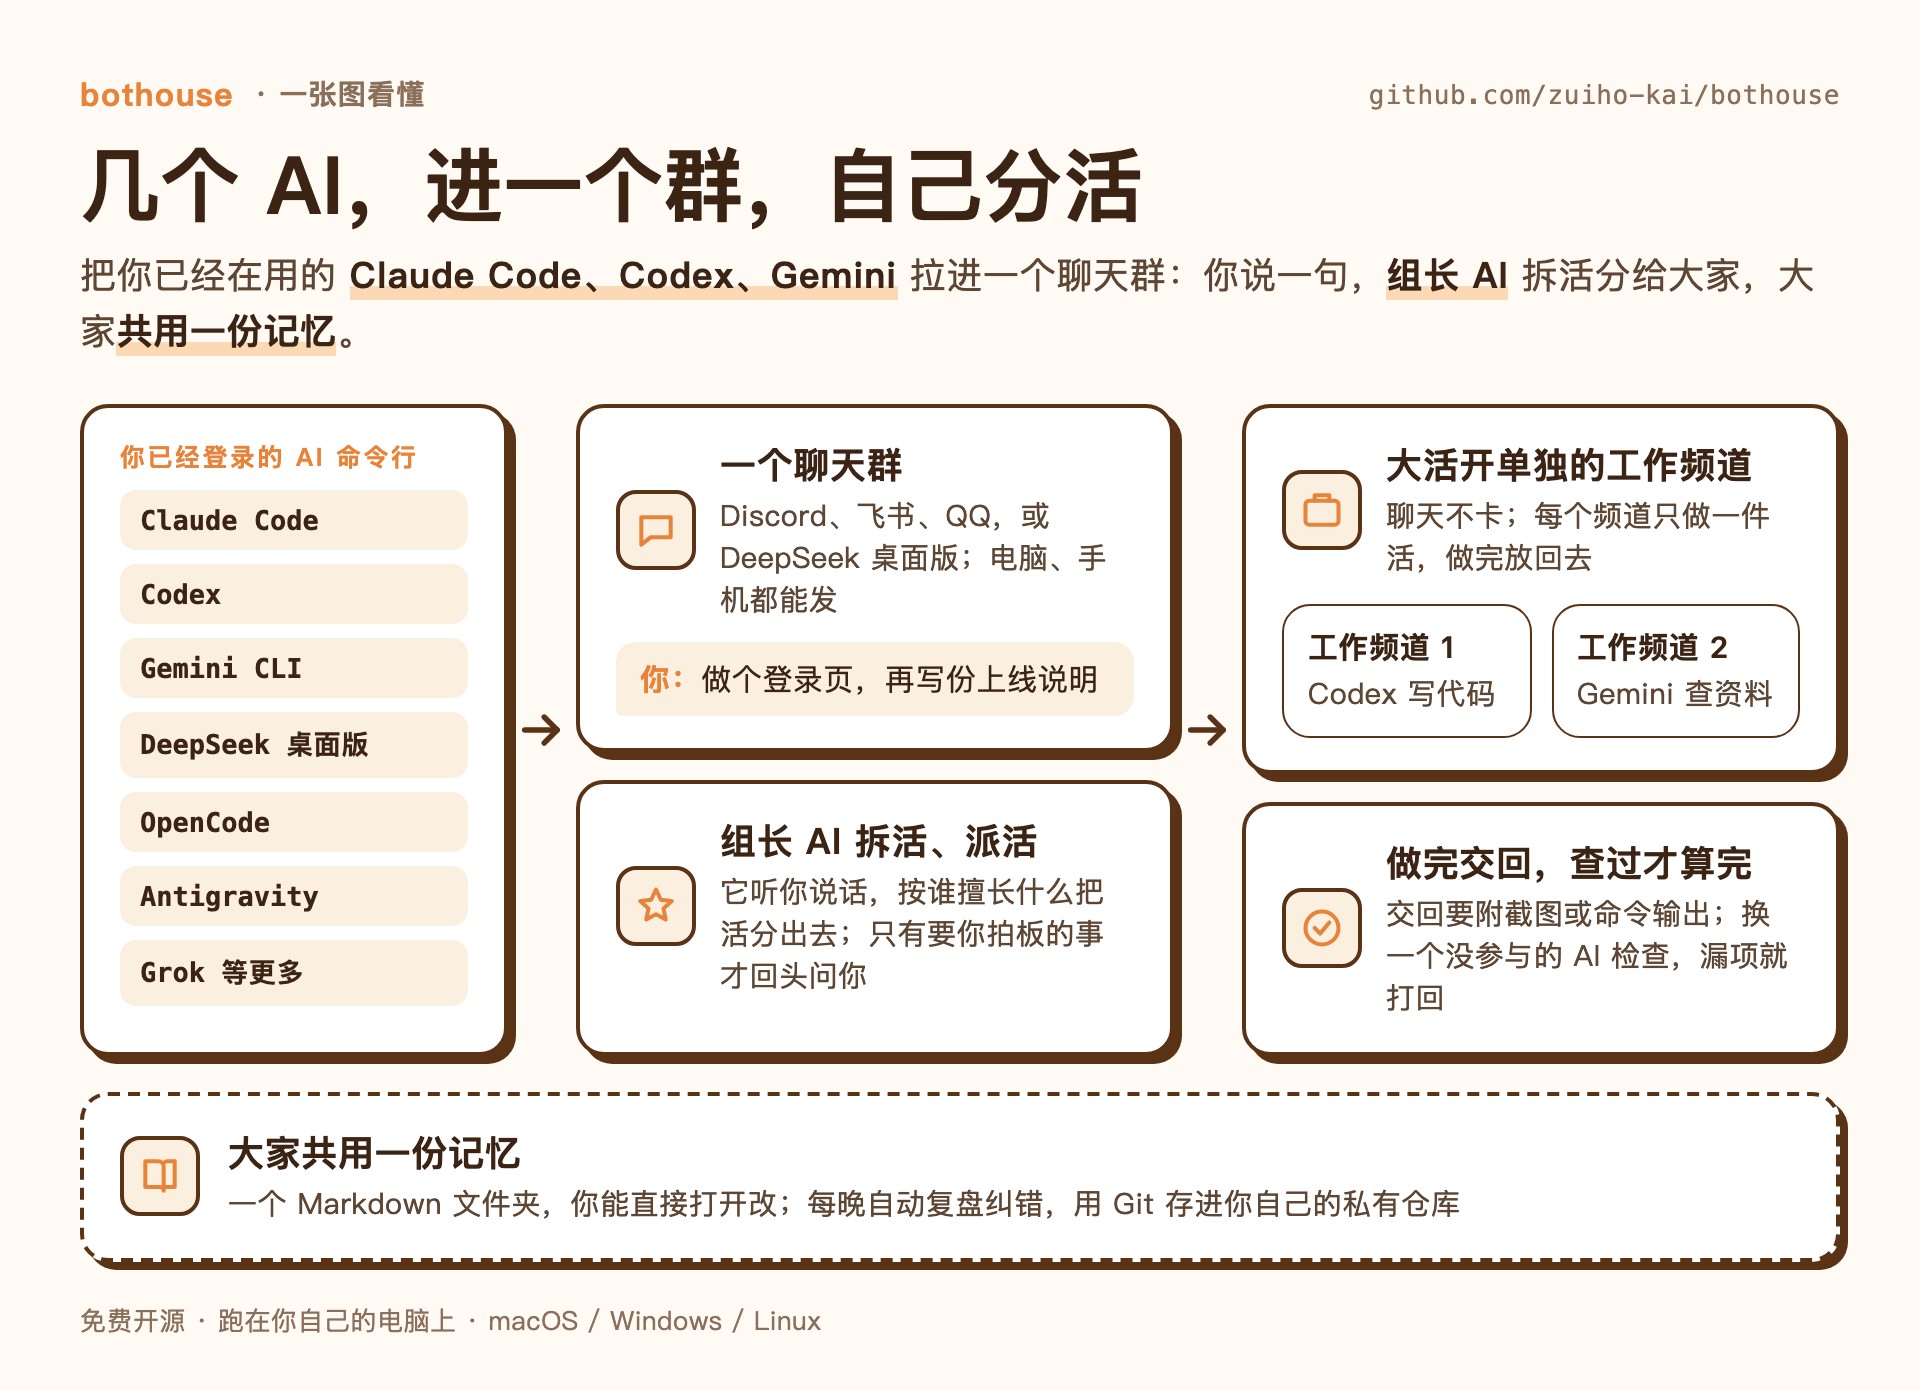 bothouse · 一张图看懂
github.com/zuiho-kai/bothouse
几个 AI，进一个群，自己分活
把你已经在用的 Claude Code、Codex、Gemini 拉进一个聊天群：你说一句，组长 AI 拆活分给大家，大
家共用一份记忆。
你已经登录的 AI 命令行
Claude Code
Codex
Gemini CLI
DeepSeek 桌面版
OpenCode
Antigravity
Grok 等更多
一个聊天群
Discord、飞书、QQ，或
DeepSeek 桌面版；电脑、手
机都能发
你：做个登录页，再写份上线说明
组长 AI 拆活、派活
它听你说话，按谁擅长什么把
活分出去；只有要你拍板的事
才回头问你
大活开单独的工作频道
聊天不卡；每个频道只做一件
活，做完放回去
工作频道 1
Codex 写代码
工作频道 2
Gemini 查资料
做完交回，查过才算完
交回要附截图或命令输出；换
一个没参与的 AI 检查，漏项就
打回
大家共用一份记忆
一个 Markdown 文件夹，你能直接打开改；每晚自动复盘纠错，用 Git 存进你自己的私有仓库
免费开源 · 跑在你自己的电脑上 · macOS / Windows / Linux